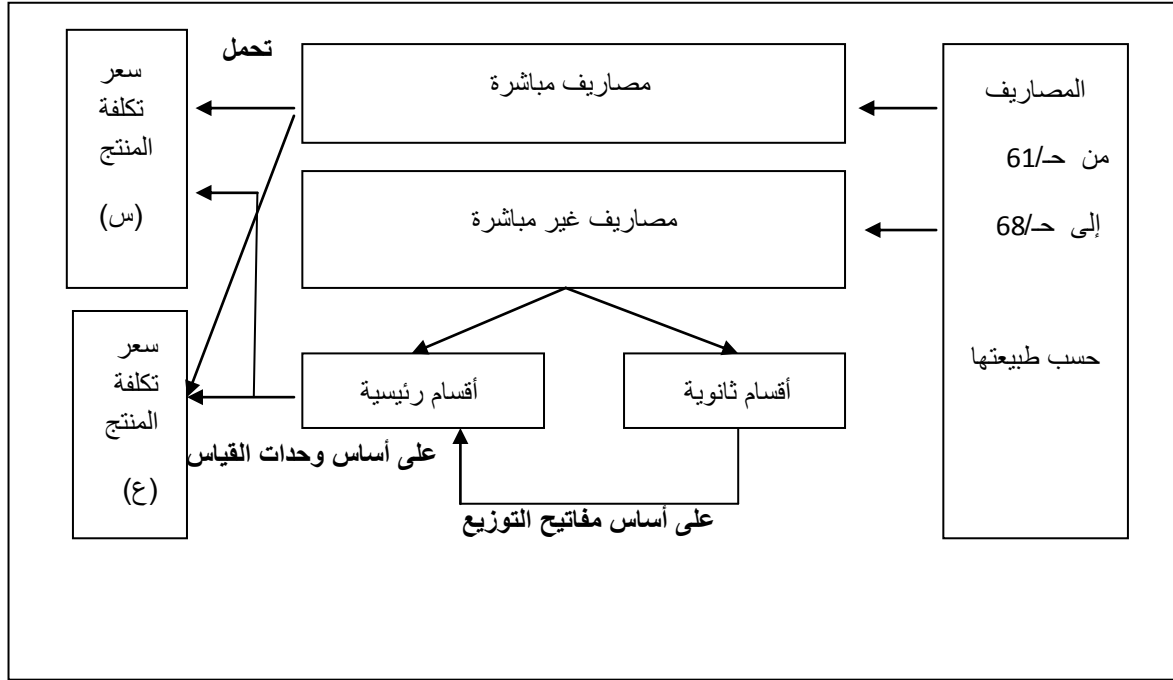 المصاريف
من حـ/61
إلى حـ/68
حسب طبيعتها
مصاريف مباشرة
مصاريف غير مباشرة
أقسام ثانوية
أقسام رئيسية
على أساس مفاتيح التوزيع
على أساس وحدات القياس
تحمل
سعر
تكلفة
المنتج
(س)
سعر
تكلفة
المنتج
(ع)